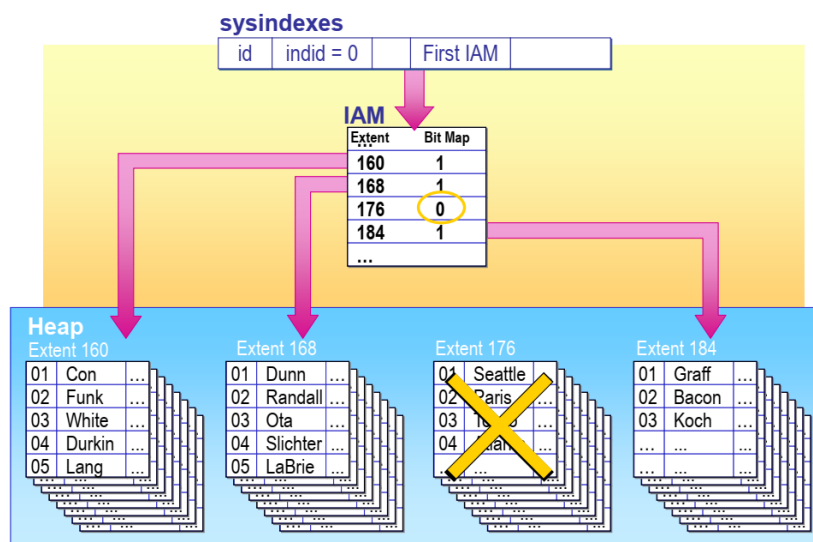 sysindexes
id indid = 0 First IAM
IAM
Extent Bit Map
...
160 1
168 1
176 0
184 1
...
Heap
Extent 160
01 Con ...
02 Funk ...
03 White ...
04 Durkin ...
05 Lang ...
Extent 168
01 Dunn ...
02 Randall ...
03 Ota ...
04 Slichter ...
05 LaBrie ...
Extent 176
01 Seattle ...
02 Paris ...
03 ...
04 ...
... ...
Extent 184
01 Graff ...
02 Bacon ...
03 Koch ...
... ... ...
... ... ...